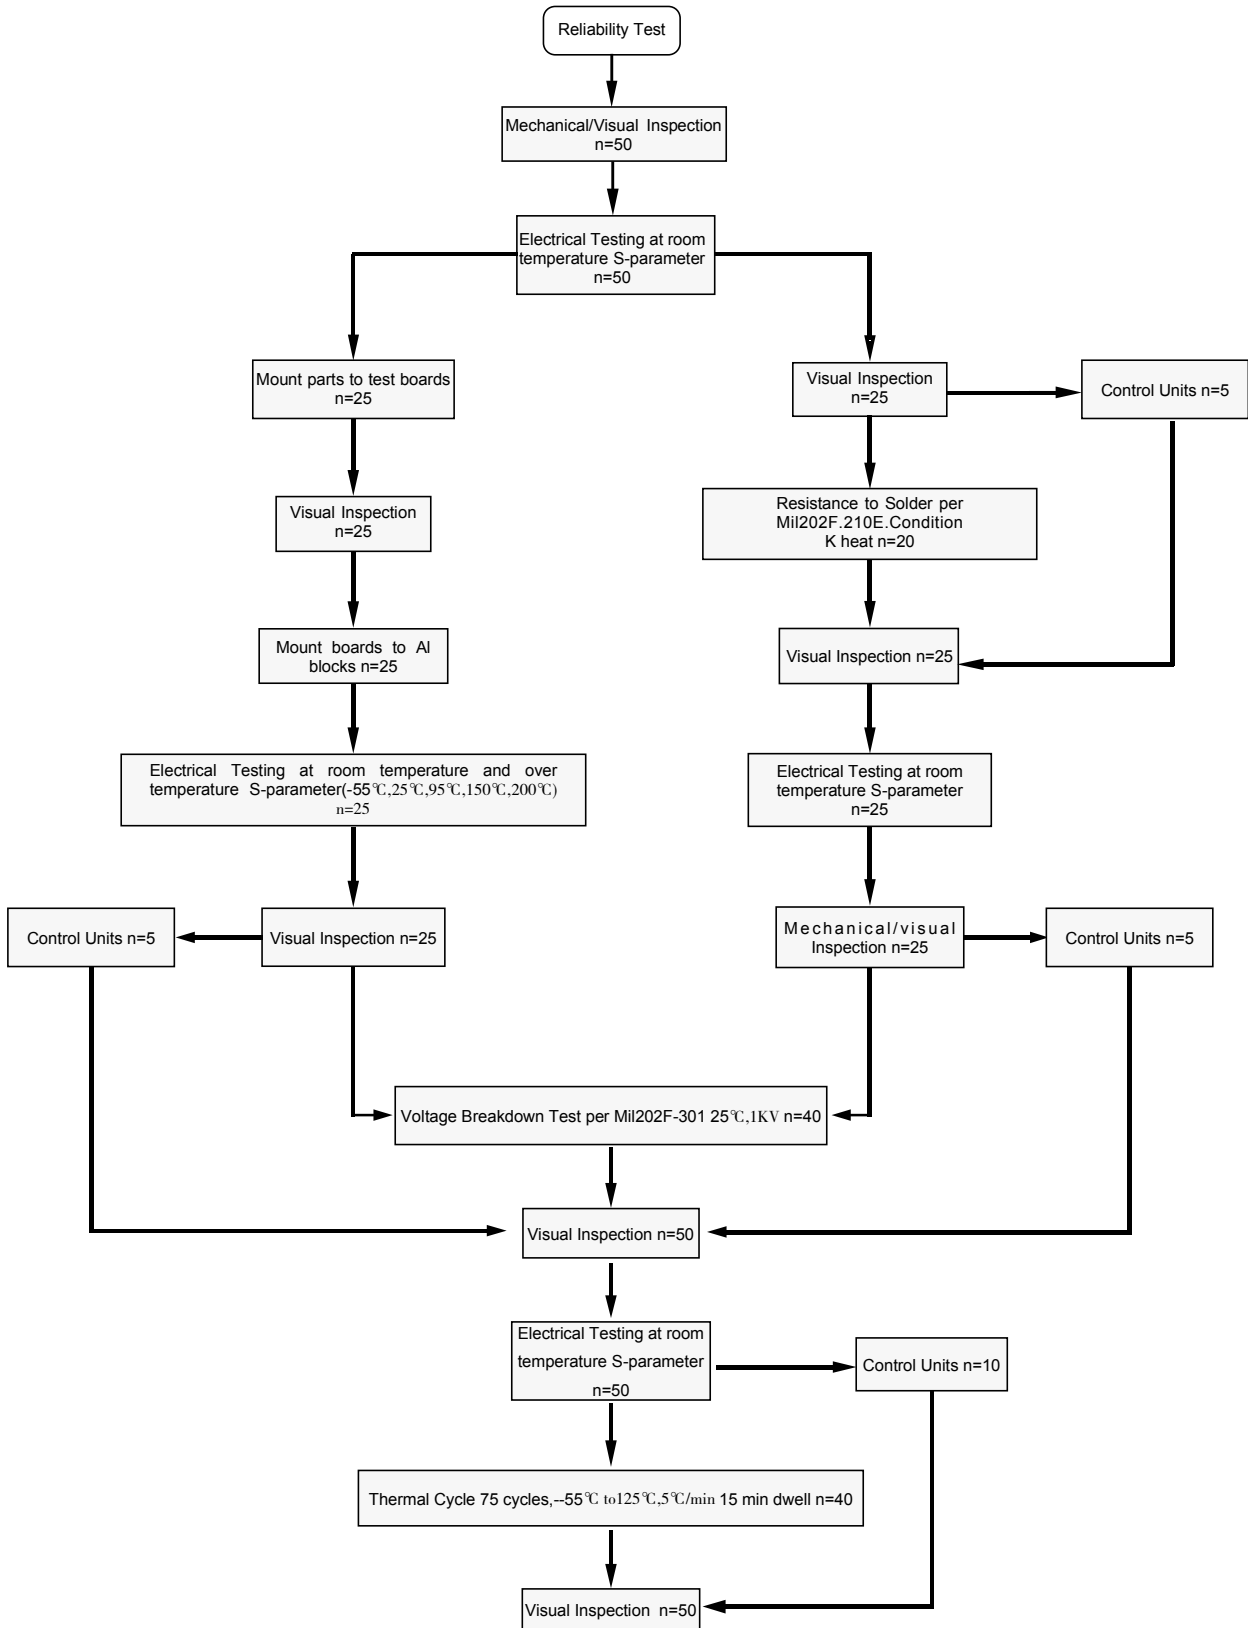 Reliability Test
Mechanical/Visual Inspection
n=50
Electrical Testing at room
temperature S-parameter
n=50
Mount parts to test boards
n=25
Visual Inspection
n=25
Control Units n=5
Visual Inspection
n=25
Resistance to Solder per
Mil202F.210E.Condition
K heat n=20
Mount boards to Al
blocks n=25
Visual Inspection n=25
Electrical Testing at room temperature and over
temperature S-parameter(-55℃,25℃,95℃,150℃,200℃)
n=25
Electrical Testing at room
temperature S-parameter
n=25
Control Units n=5
Visual Inspection n=25
Mechanical/visual
Inspection n=25
Control Units n=5
Voltage Breakdown Test per Mil202F-301 25℃,1KV n=40
Visual Inspection n=50
Electrical Testing at room
temperature S-parameter
n=50
Control Units n=10
Thermal Cycle 75 cycles,--55℃ to125℃,5℃/min 15 min dwell n=40
Visual Inspection n=50